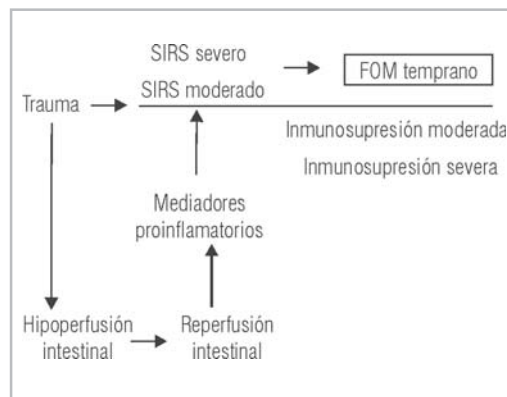 SIRS severo
FOM temprano
SIRS moderado
Trauma
Inmunosupresión moderada
Inmunosupresión severa
Mediadores
proinflamatorios
Hipoperfusión
intestinal
Reperfusión
intestinal